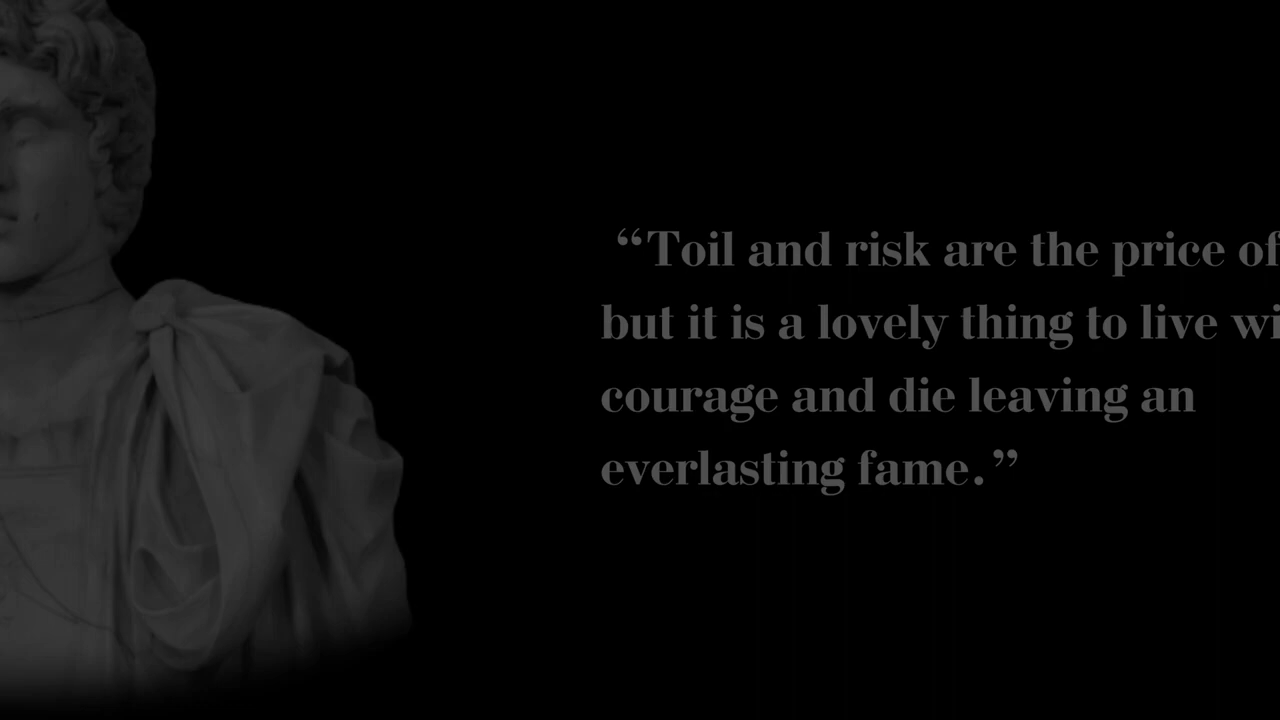 “Toil and risk are the price of
but it is a lovely thing to live
courage and die leaving an
everlasting fame.”